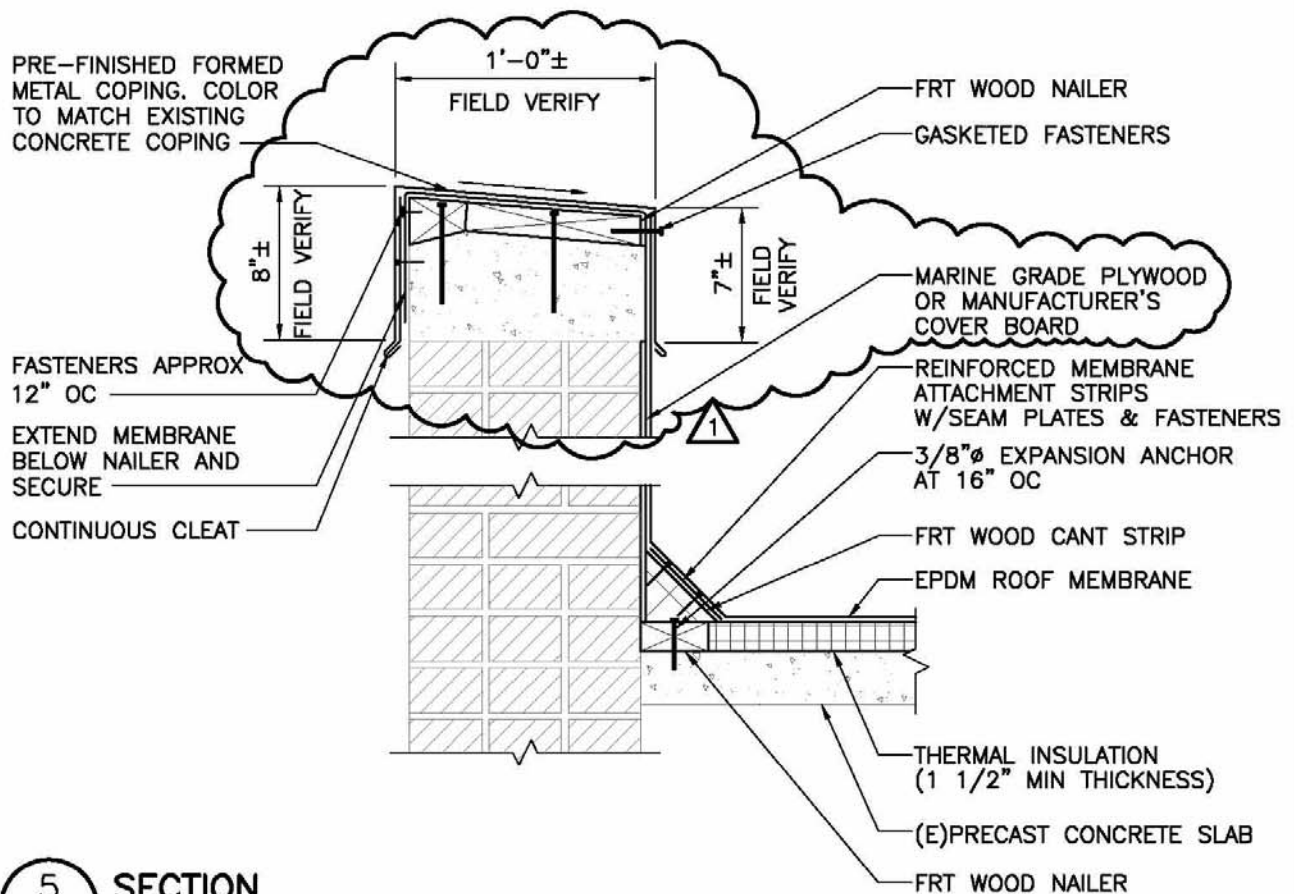 PRE-FINISHED FORMED
METAL COPING. COLOR
TO MATCH EXISTING
CONCRETE COPING
1'-0"±
FIELD VERIFY
FRT WOOD NAILER
GASKETED FASTENERS
8"±
FIELD VERIFY
7"±
FIELD
VERIFY
MARINE GRADE PLYWOOD
OR MANUFACTURER'S
COVER BOARD
FASTENERS APPROX
12" OC
EXTEND MEMBRANE
BELOW NAILER AND
SECURE
CONTINUOUS CLEAT
1
REINFORCED MEMBRANE
ATTACHMENT STRIPS
W/SEAM PLATES & FASTENERS
3/8"ø EXPANSION ANCHOR
AT 16" OC
FRT WOOD CANT STRIP
EPDM ROOF MEMBRANE
THERMAL INSULATION
(1 1/2" MIN THICKNESS)
(E)PRECAST CONCRETE SLAB
FRT WOOD NAILER
5
SECTION